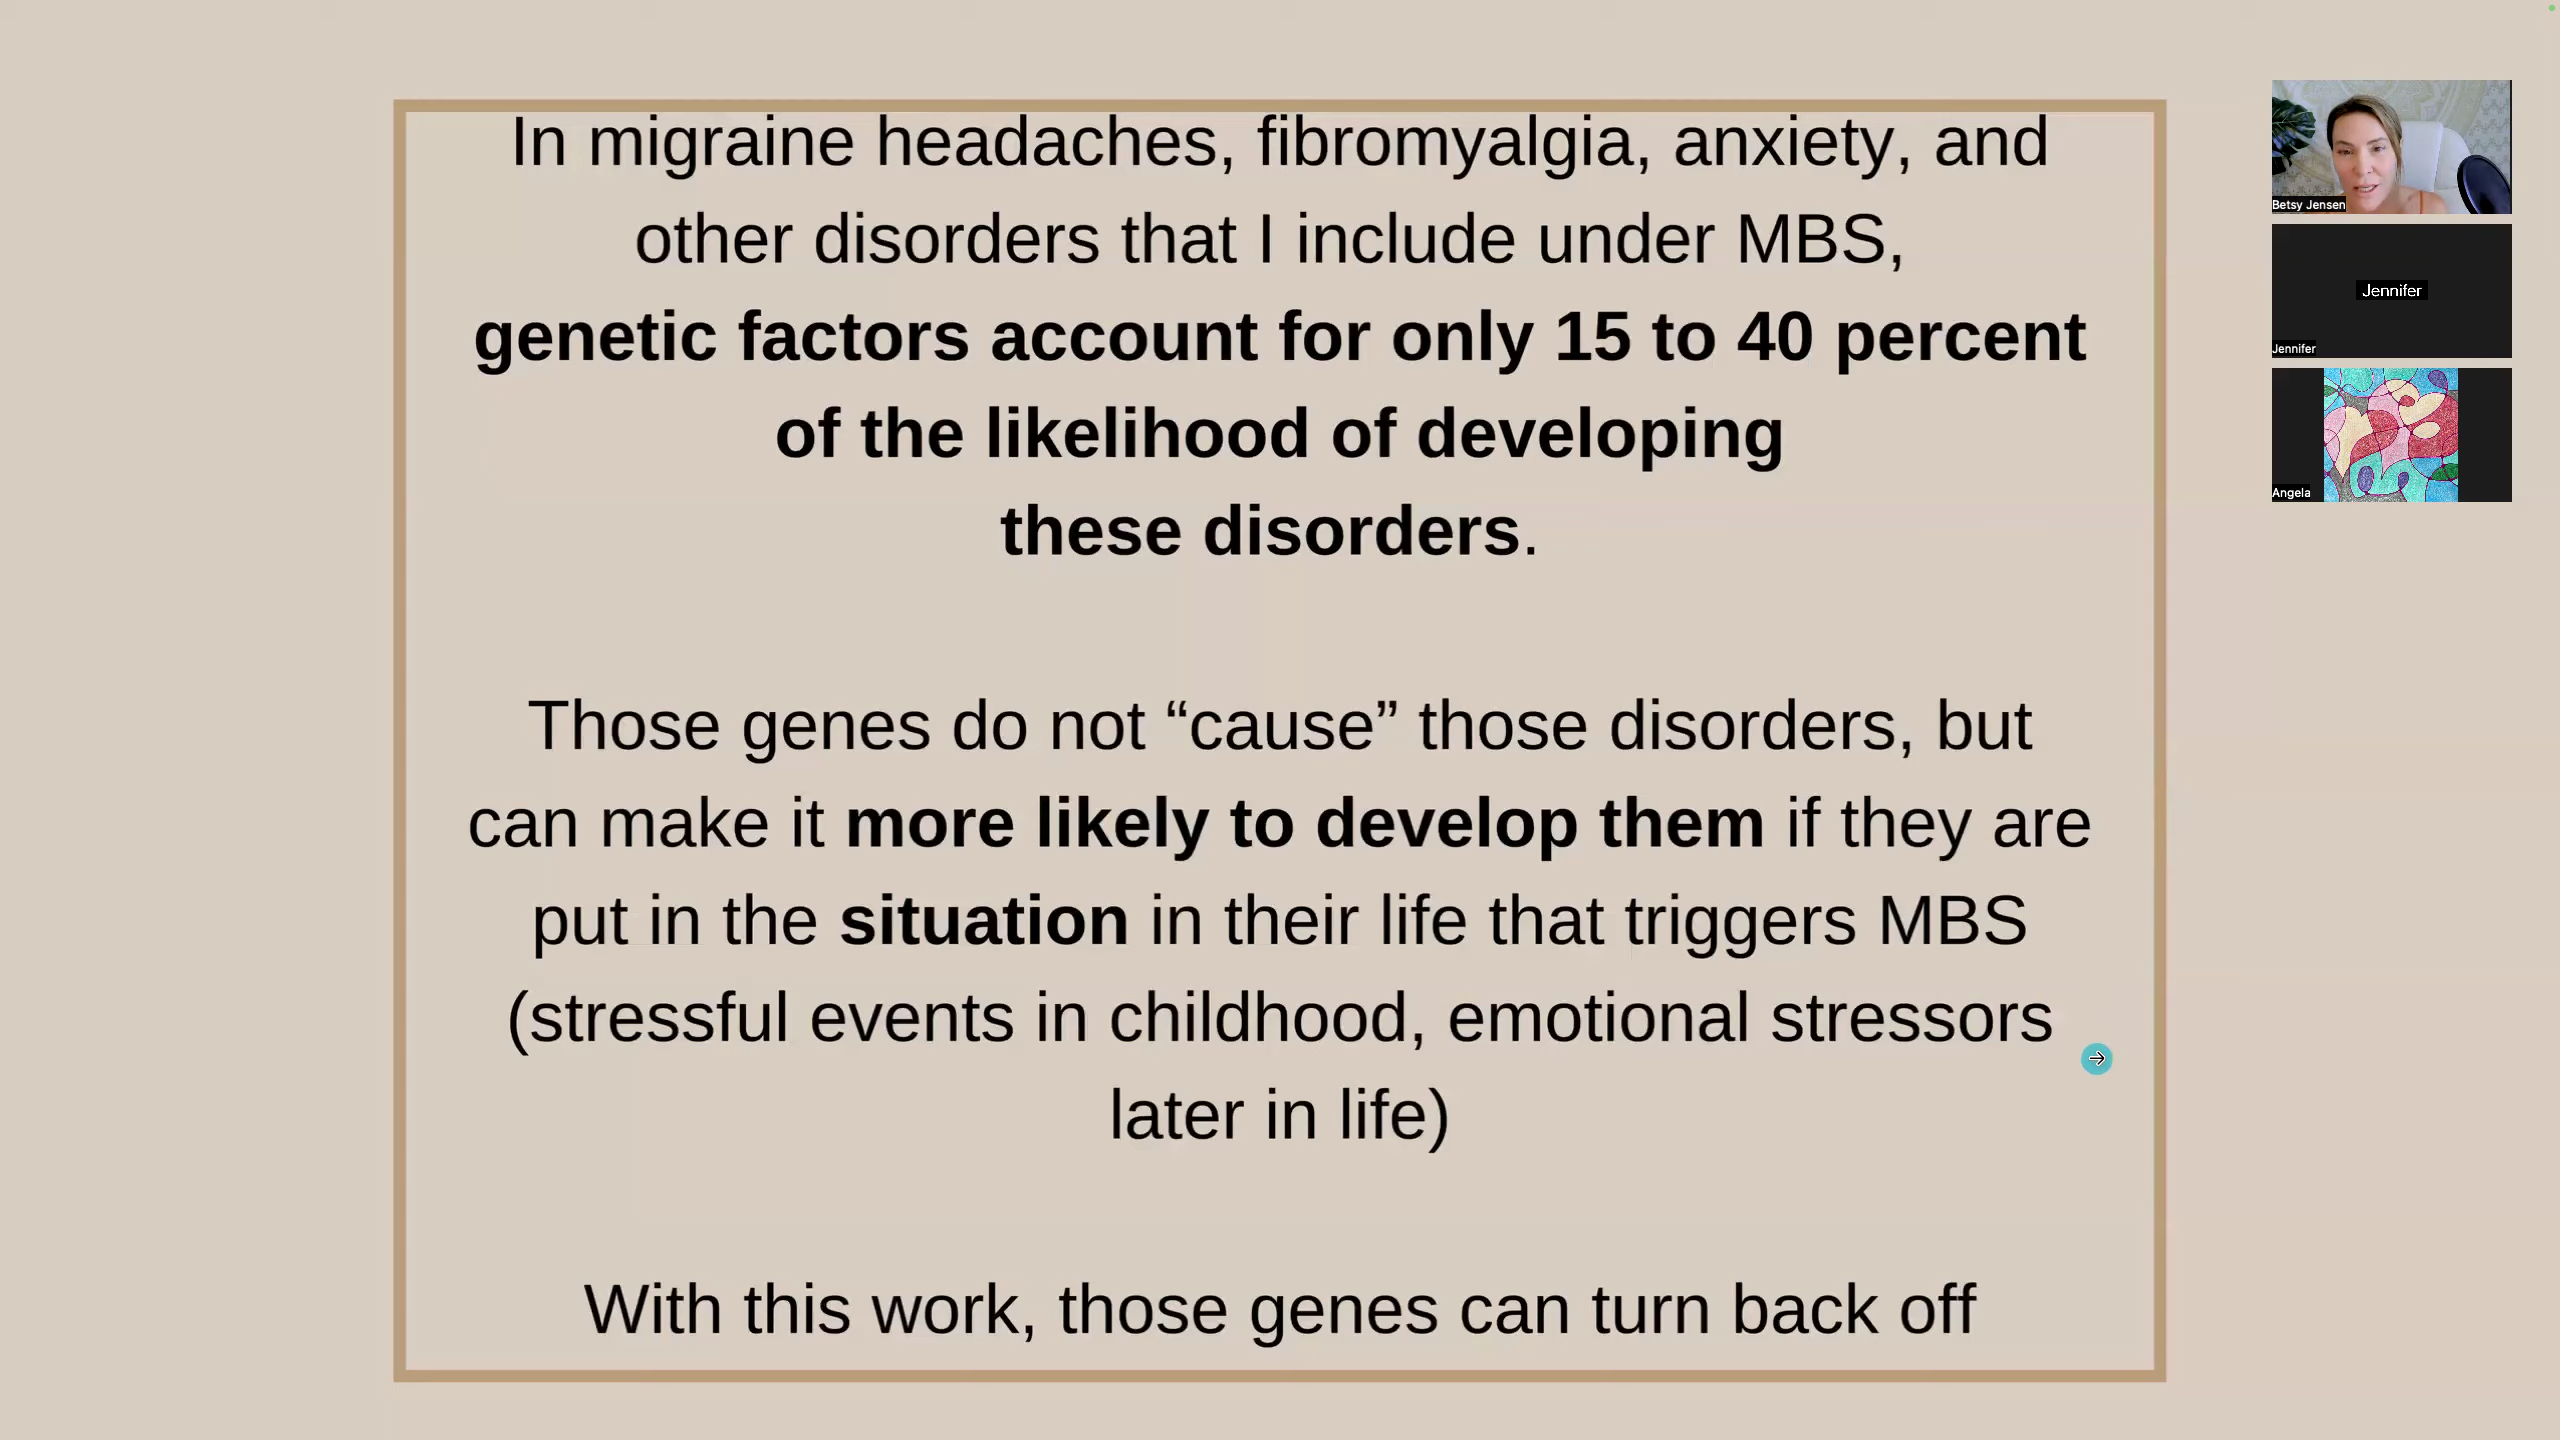 In migraine headaches, fibromyalgia, anxiety, and
other disorders that I include under MBS,
genetic factors account for only 15 to 40 percent
of the likelihood of developing
these disorders.
Those genes do not “cause” those disorders, but
can make it more likely to develop them if they are
put in the situation in their life that triggers MBS
(stressful events in childhood, emotional stressors
later in life)
With this work, those genes can turn back off
Betsy Jensen
Jennifer
Jennifer
Angela